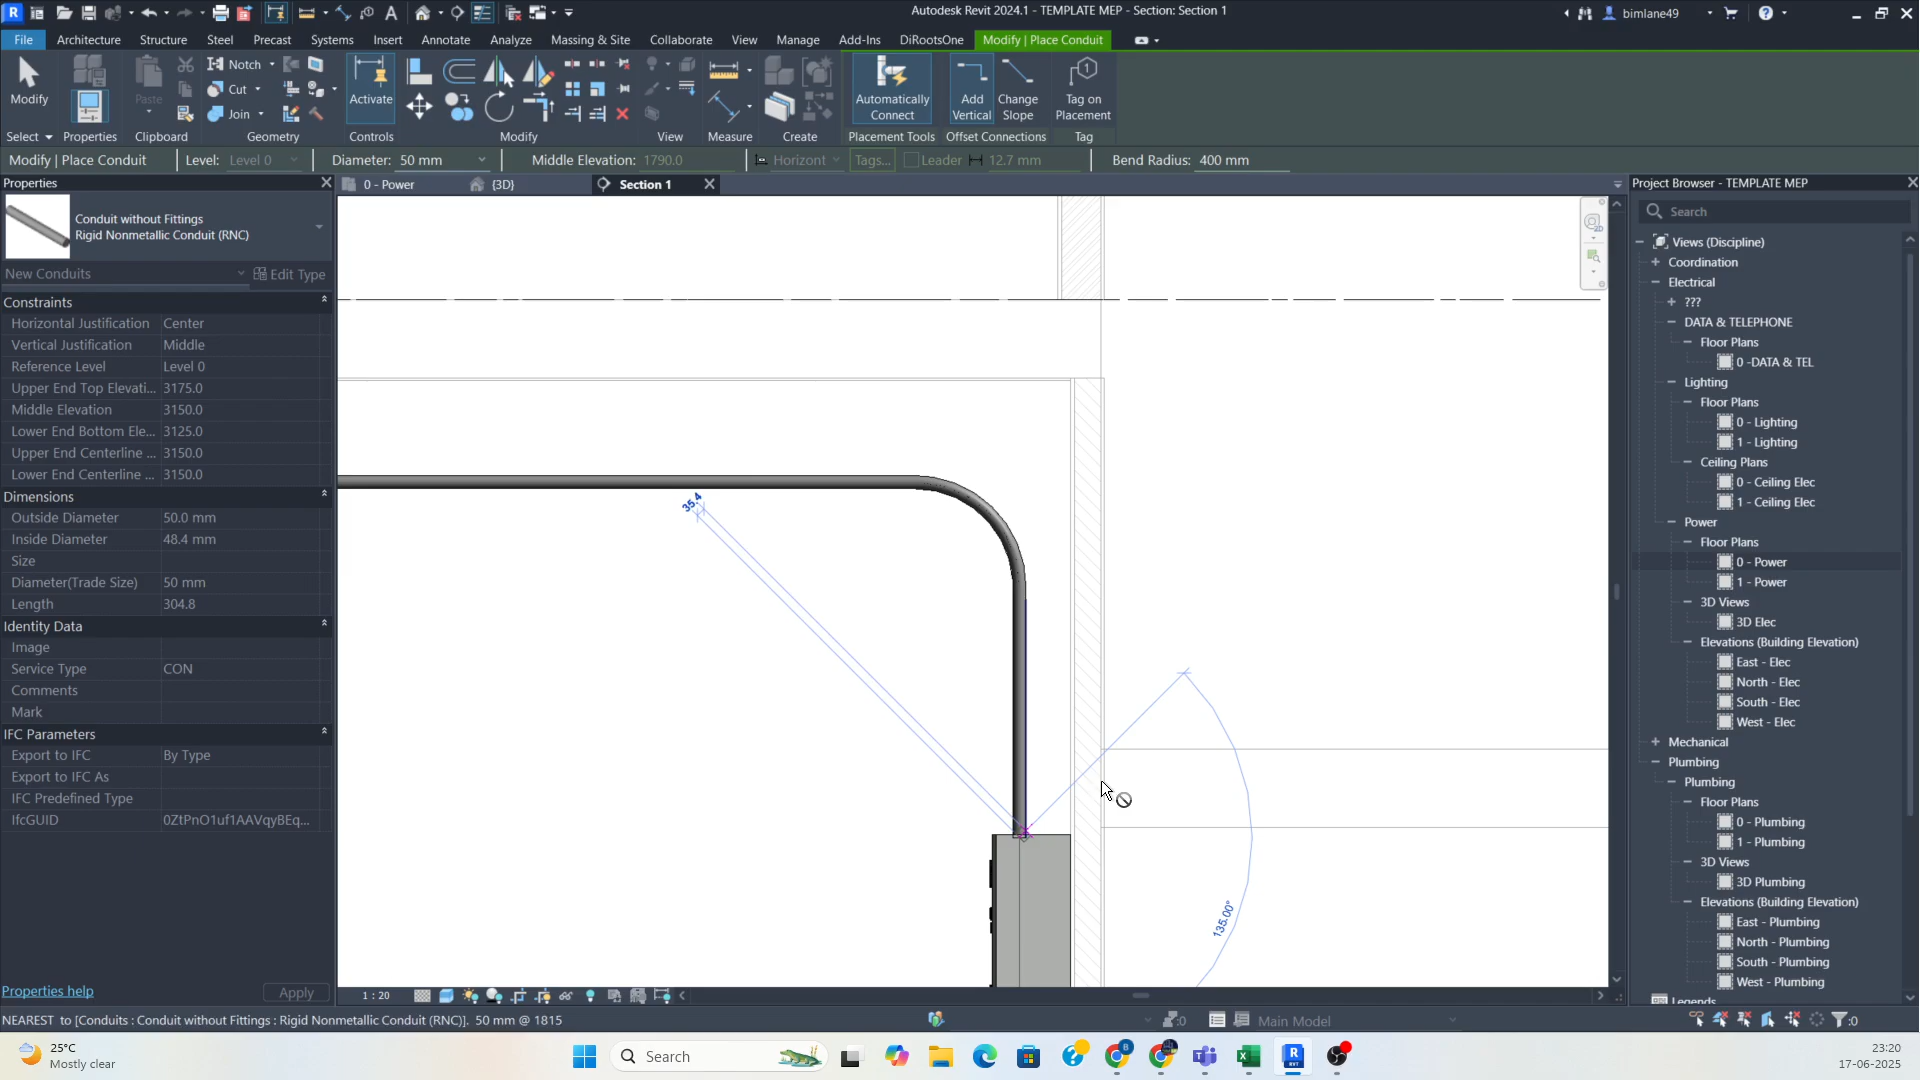 Autodesk Revit 2024.1 - TEMPLATE MEP - Section: Section 1
bimlane49
File Architecture Structure Steel Precast Systems Insert Annotate Analyze Massing & Site Collaborate View Manage Add-Ins DiRootsOne Modify | Place Conduit
Modify
Paste
Notch
Cut
Join
Activate
Automatically Connect
Add Vertical
Change Slope
Tag on Placement
Select Properties Clipboard Geometry Controls Modify View Measure Create Placement Tools Offset Connections Tag
Modify | Place Conduit Level: Level 0 Diameter: 50 mm Middle Elevation: 1790.0 Horizont Tags... Leader 12.7 mm Bend Radius: 400 mm
Properties
0 - Power {3D} Section 1
Project Browser - TEMPLATE MEP
Conduit without Fittings
Rigid Nonmetallic Conduit (RNC)
New Conduits Edit Type
Constraints
Horizontal Justification Center
Vertical Justification Middle
Reference Level Level 0
Upper End Top Elevati... 3175.0
Middle Elevation 3150.0
Lower End Bottom Ele... 3125.0
Upper End Centerline ... 3150.0
Lower End Centerline ... 3150.0
Dimensions
Outside Diameter 50.0 mm
Inside Diameter 48.4 mm
Size
Diameter(Trade Size) 50 mm
Length 304.8
Identity Data
Image
Service Type CON
Comments
Mark
IFC Parameters
Export to IFC By Type
Export to IFC As
IFC Predefined Type
IfcGUID 0ZtPnO1uf1AAVqyBEq...
Properties help Apply
35.4
135.00°
2D
1 : 20
Search
Views (Discipline)
Coordination
Electrical
???
DATA & TELEPHONE
Floor Plans
0 -DATA & TEL
Lighting
Floor Plans
0 - Lighting
1 - Lighting
Ceiling Plans
0 - Ceiling Elec
1 - Ceiling Elec
Power
Floor Plans
0 - Power
1 - Power
3D Views
3D Elec
Elevations (Building Elevation)
East - Elec
North - Elec
South - Elec
West - Elec
Mechanical
Plumbing
Plumbing
Floor Plans
0 - Plumbing
1 - Plumbing
3D Views
3D Plumbing
Elevations (Building Elevation)
East - Plumbing
North - Plumbing
South - Plumbing
West - Plumbing
Legends
NEAREST to [Conduits : Conduit without Fittings : Rigid Nonmetallic Conduit (RNC)]. 50 mm @ 1815
:0 Main Model :0
25°C
Mostly clear
Search
23:20
17-06-2025